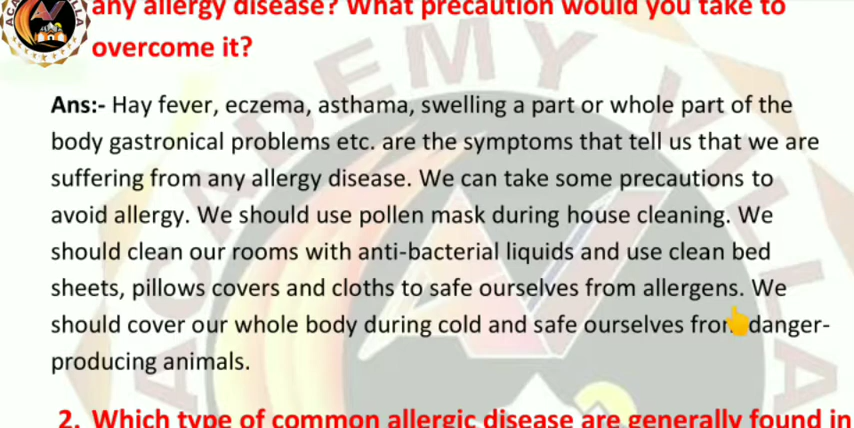 any allergy disease? What precaution would you take to
overcome it?
Ans:- Hay fever, eczema, asthama, swelling a part or whole part of the
body gastronical problems etc. are the symptoms that tell us that we are
suffering from any allergy disease. We can take some precautions to
avoid allergy. We should use pollen mask during house cleaning. We
should clean our rooms with anti-bacterial liquids and use clean bed
sheets, pillows covers and cloths to safe ourselves from allergens. We
should cover our whole body during cold and safe ourselves from danger-
producing animals.
2. Which type of common allergic disease are generally found in
ACADEMY VILLA